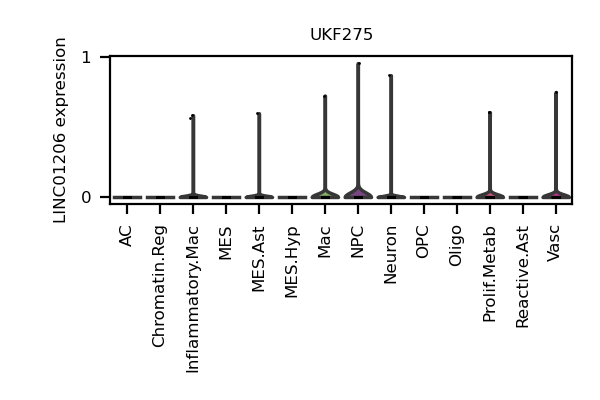 UKF275
LINC01206 expression
1
0
AC
Chromatin.Reg
Inflammatory.Mac
MES
MES.Ast
MES.Hyp
Mac
NPC
Neuron
OPC
Oligo
Prolif.Metab
Reactive.Ast
Vasc